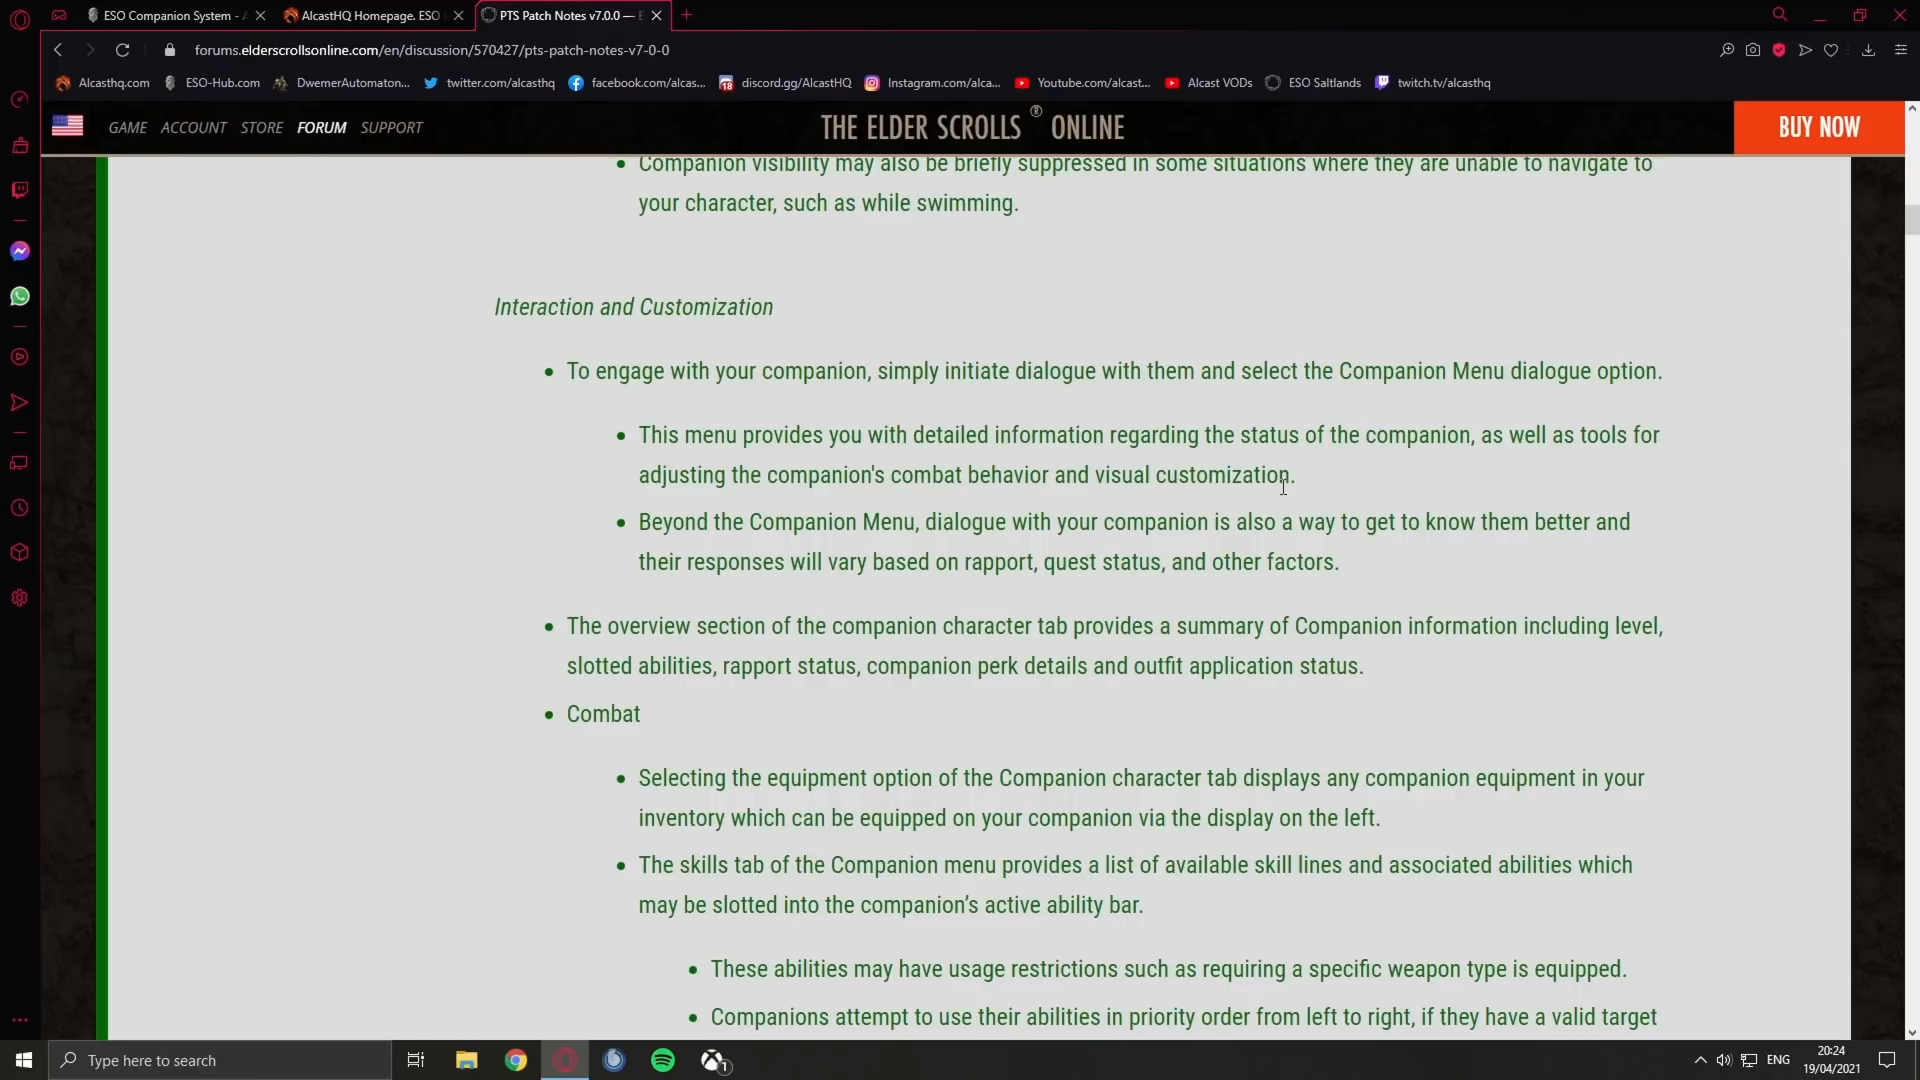 ESO Companion System -
AlcastHQ Homepage. ESO
PTS Patch Notes v7.0.0 — E
forums.elderscrollsonline.com/en/discussion/570427/pts-patch-notes-v7-0-0
Alcasthq.com
ESO-Hub.com
DwemerAutomaton...
twitter.com/alcasthq
facebook.com/alcas...
18
discord.gg/AlcastHQ
Instagram.com/alca...
Youtube.com/alcast...
Alcast VODs
ESO Saltlands
twitch.tv/alcasthq
GAME ACCOUNT STORE FORUM SUPPORT
THE ELDER SCROLLS ® ONLINE
BUY NOW
Companion visibility may also be briefly suppressed in some situations where they are unable to navigate to
your character, such as while swimming.
Interaction and Customization
To engage with your companion, simply initiate dialogue with them and select the Companion Menu dialogue option.
This menu provides you with detailed information regarding the status of the companion, as well as tools for
adjusting the companion's combat behavior and visual customization.
Beyond the Companion Menu, dialogue with your companion is also a way to get to know them better and
their responses will vary based on rapport, quest status, and other factors.
The overview section of the companion character tab provides a summary of Companion information including level,
slotted abilities, rapport status, companion perk details and outfit application status.
Combat
Selecting the equipment option of the Companion character tab displays any companion equipment in your
inventory which can be equipped on your companion via the display on the left.
The skills tab of the Companion menu provides a list of available skill lines and associated abilities which
may be slotted into the companion’s active ability bar.
These abilities may have usage restrictions such as requiring a specific weapon type is equipped.
Companions attempt to use their abilities in priority order from left to right, if they have a valid target
Type here to search
1
ENG
20:24
19/04/2021